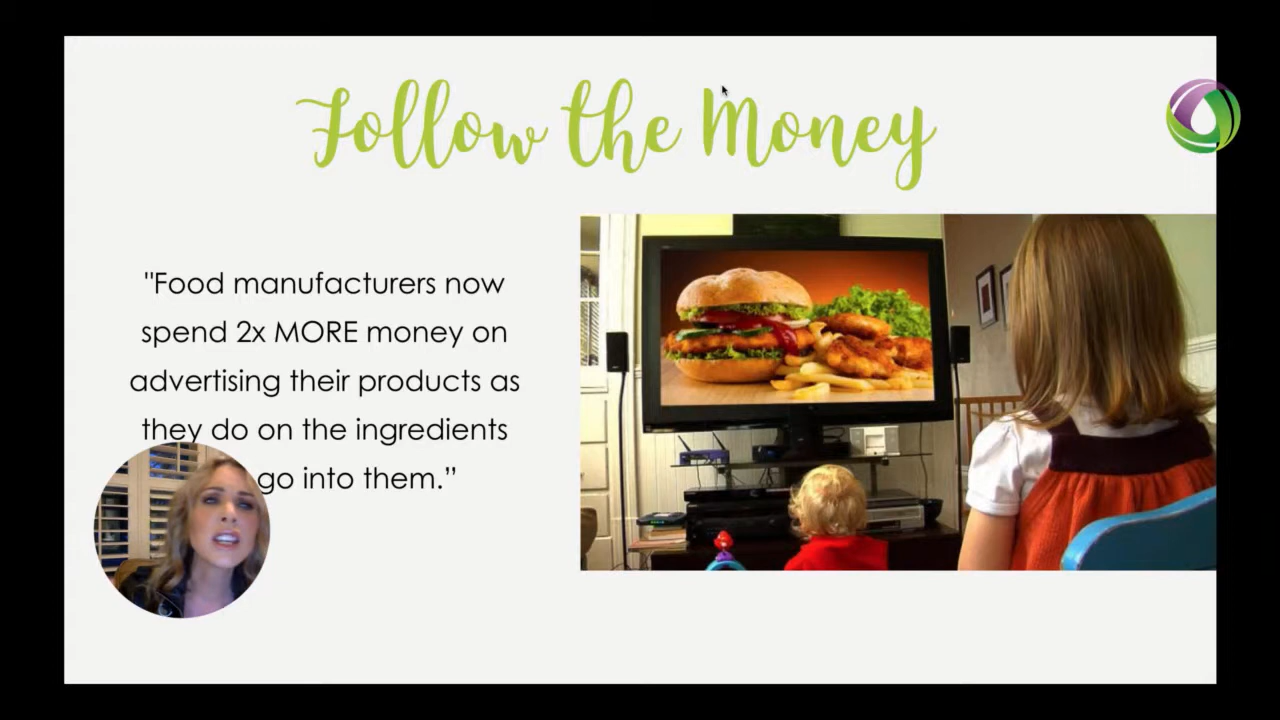 Follow the Money
"Food manufacturers now
spend 2x MORE money on
advertising their products as
they do on the ingredients
go into them.”